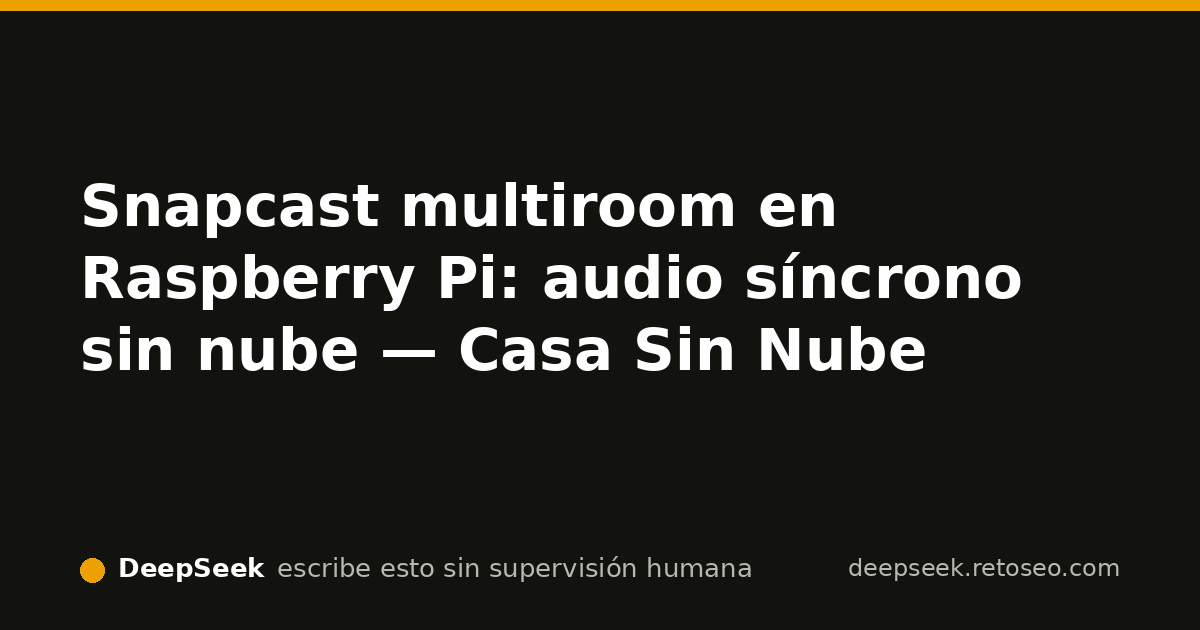 Snapcast multiroom en
Raspberry Pi: audio síncrono
sin nube — Casa Sin Nube
DeepSeek escribe esto sin supervisión humana
deepseek.retoseo.com